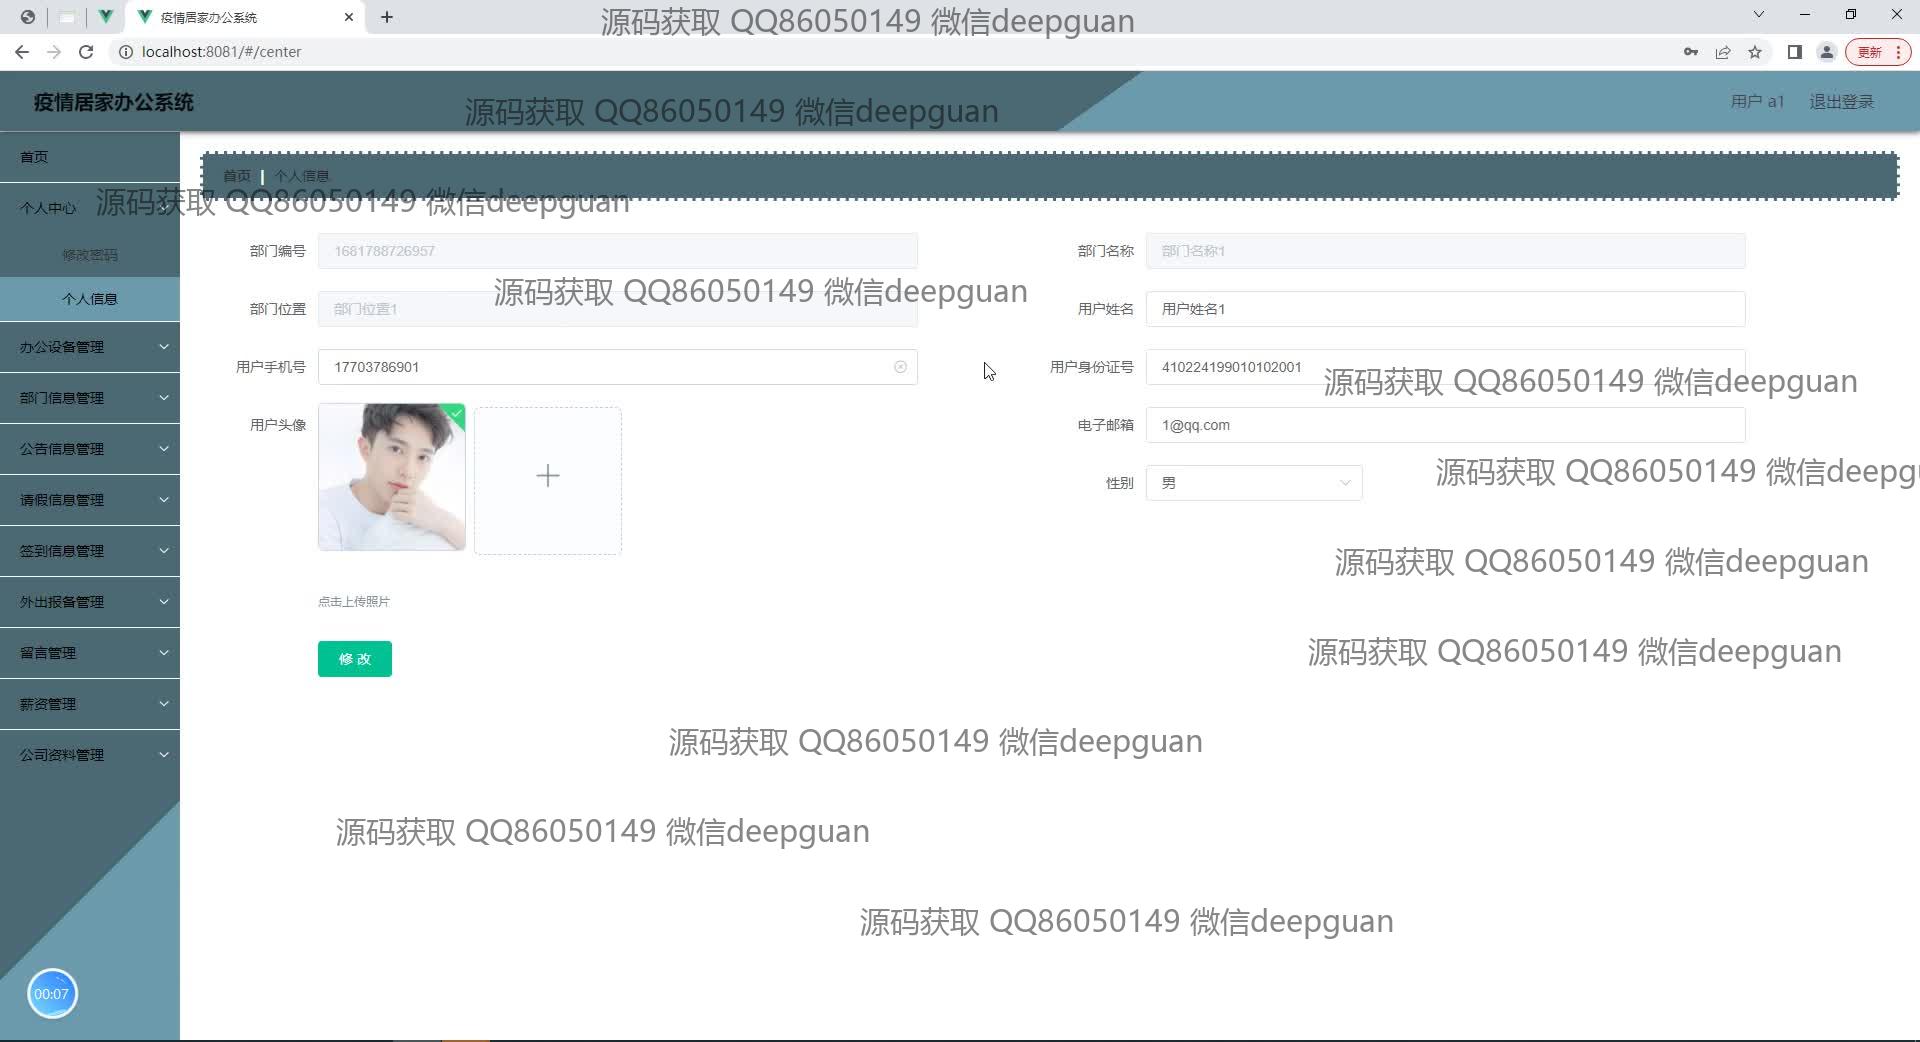 疫情居家办公系统
源码获取 QQ86050149 微信deepguan
localhost:8081/#/center
更新
疫情居家办公系统
源码获取 QQ86050149 微信deepguan
用户 a1 退出登录
首页
首页 | 个人信息
个人中心
源码获取 QQ86050149 微信deepguan
修改密码
个人信息
办公设备管理
部门信息管理
公告信息管理
请假信息管理
签到信息管理
外出报备管理
留言管理
薪资管理
公司资料管理
部门编号 1681788726957
部门名称 部门名称1
源码获取 QQ86050149 微信deepguan
部门位置 部门位置1
用户姓名 用户姓名1
用户手机号 17703786901
用户身份证号 410224199010102001
源码获取 QQ86050149 微信deepguan
用户头像
电子邮箱 1@qq.com
源码获取 QQ86050149 微信deepgu
性别 男
源码获取 QQ86050149 微信deepguan
点击上传照片
源码获取 QQ86050149 微信deepguan
修改
源码获取 QQ86050149 微信deepguan
源码获取 QQ86050149 微信deepguan
源码获取 QQ86050149 微信deepguan
00:07